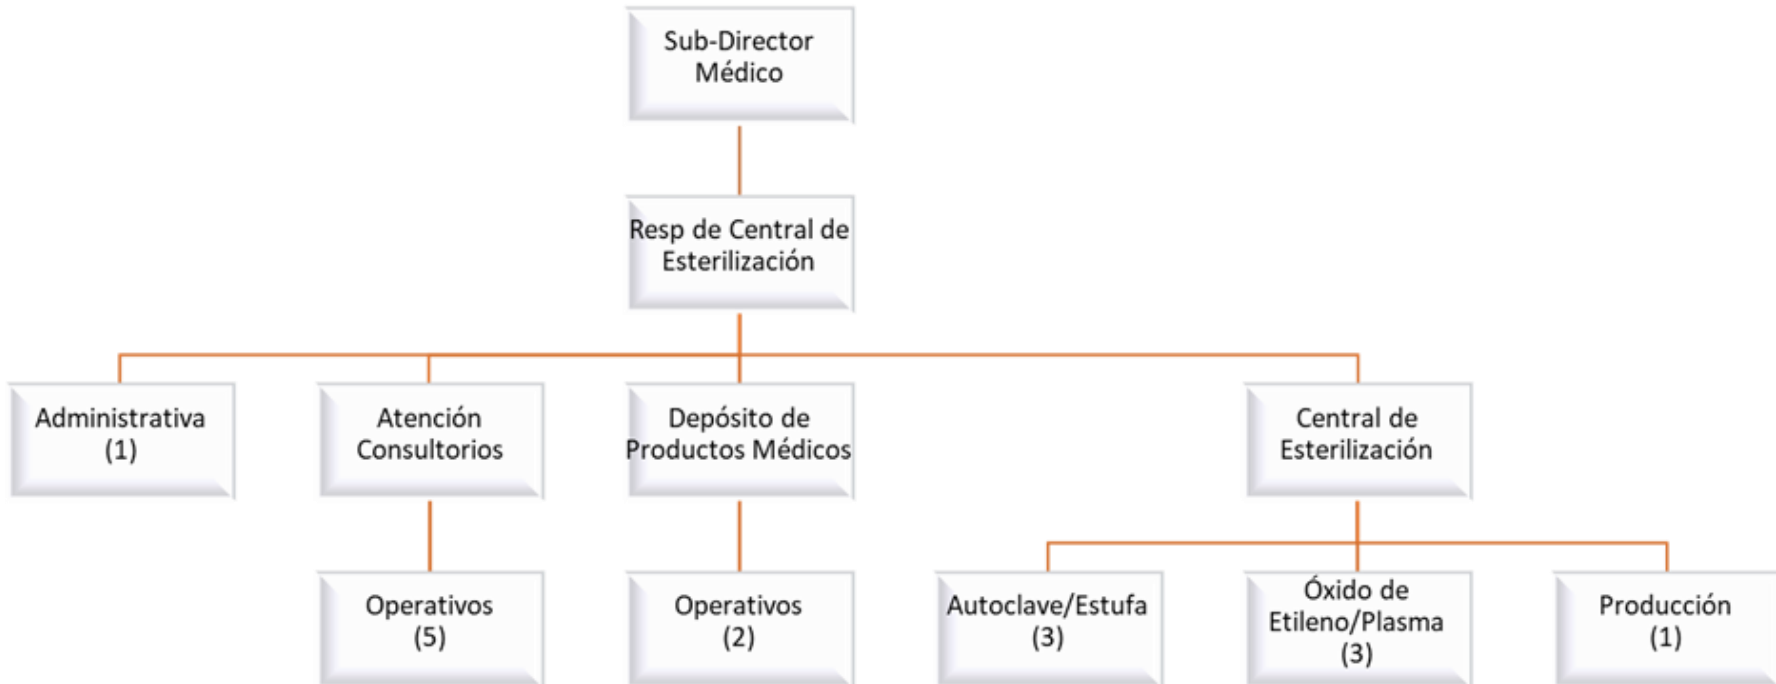 Sub-Director
Médico
Resp de Central de
Esterilización
Administrativa
(1)
Atención
Consultorios
Depósito de
Productos Médicos
Central de
Esterilización
Operativos
(5)
Operativos
(2)
Autoclave/Estufa
(3)
Óxido de
Etileno/Plasma
(3)
Producción
(1)